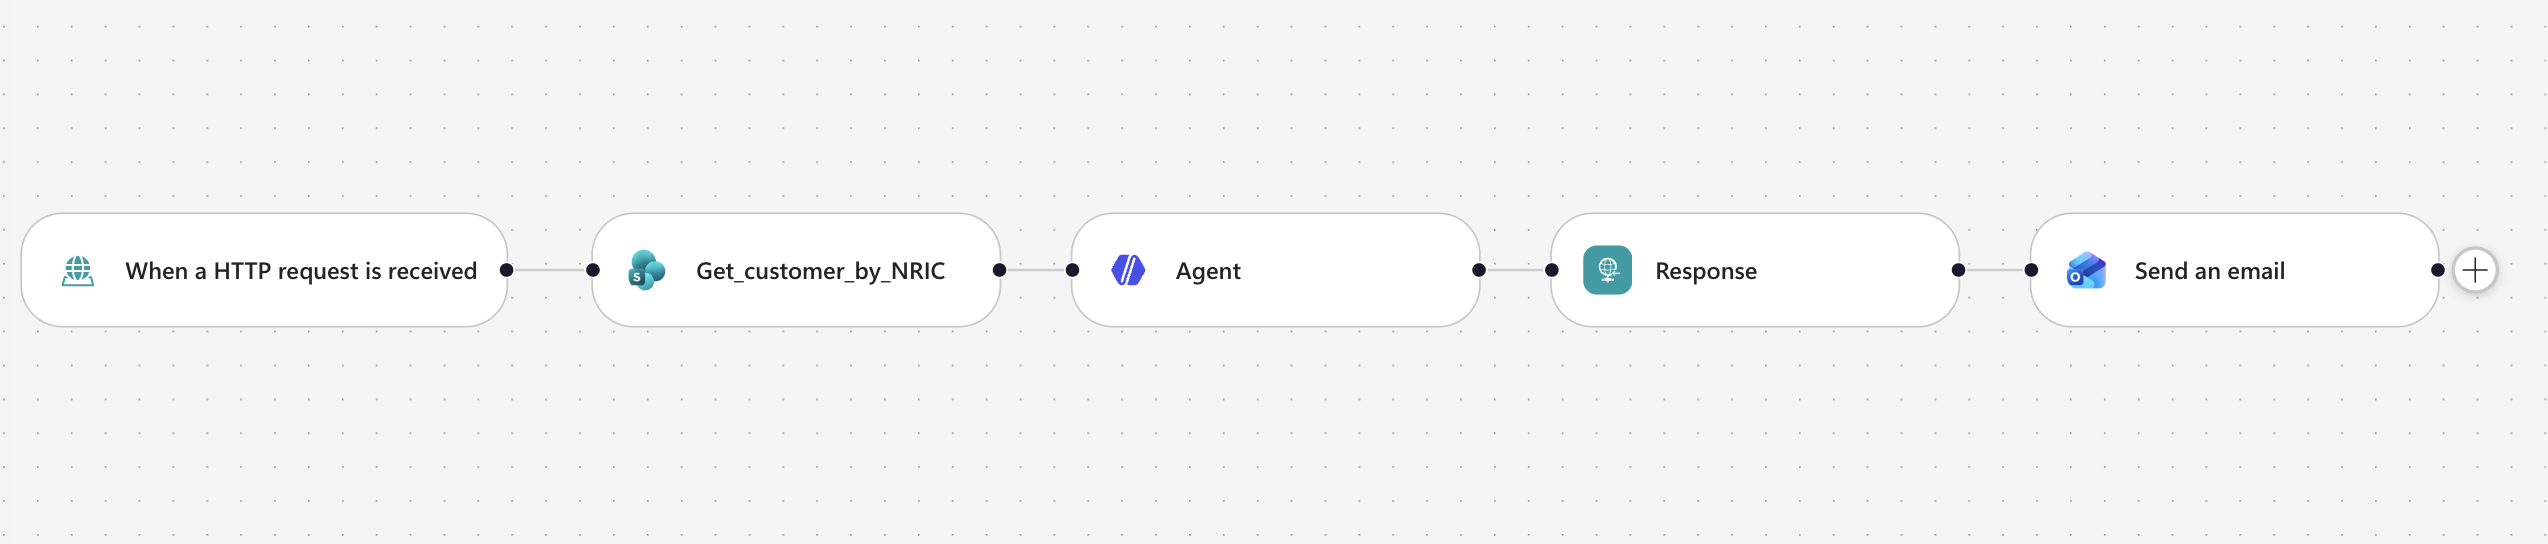 When a HTTP request is received
S
Get_customer_by_NRIC
Agent
Response
O
Send an email